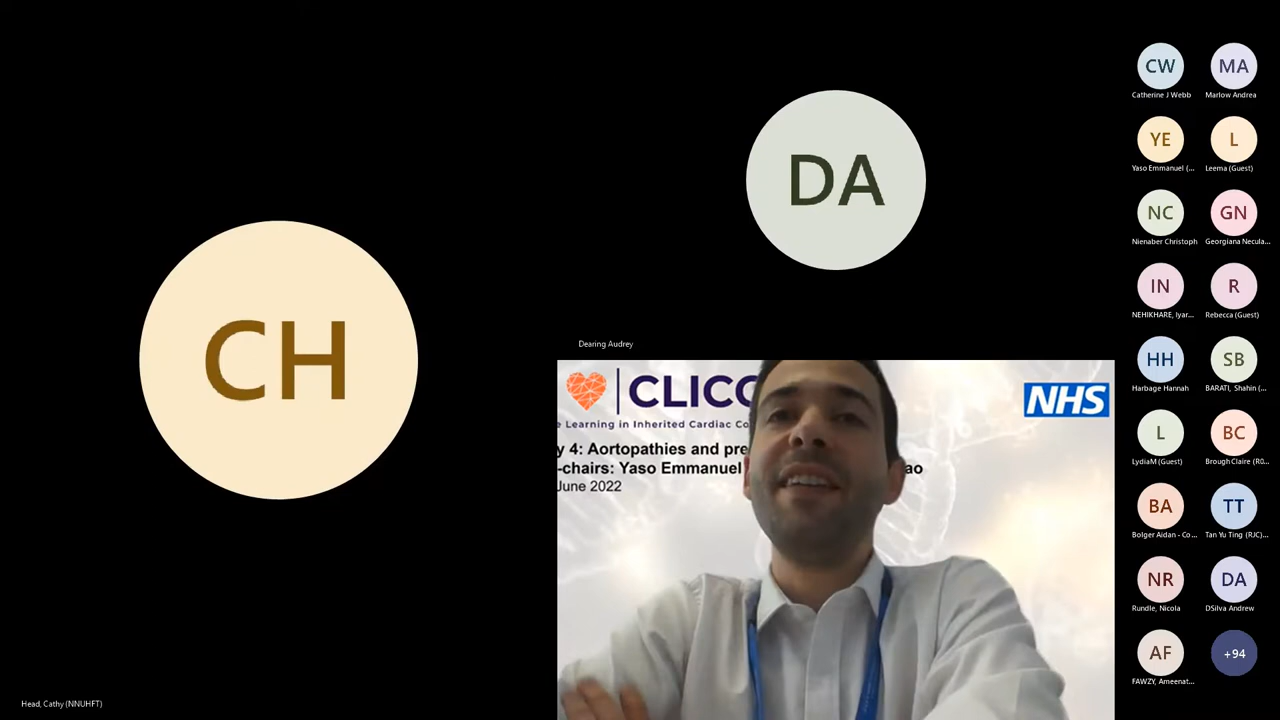 CH
Head, Cathy (NNUHFT)
DA
Dearing Audrey
CLICC
NHS
e Learning in Inherited Cardiac Co
y 4: Aortopathies and pre
-chairs: Yaso Emmanuel ao
June 2022
CW
Catherine J Webb
MA
Marlow Andrea
YE
Yaso Emmanuel (...
L
Leema (Guest)
NC
Nienaber Christoph
GN
Georgiana Necula...
IN
NEHIKHARE, Iyar...
R
Rebecca (Guest)
HH
Harbage Hannah
SB
BARATI, Shahin (...
L
LydiaM (Guest)
BC
Brough Claire (R0...
BA
Bolger Aidan - Co...
TT
Tan Yu Ting (RJC)...
NR
Rundle, Nicola
DA
DSilva Andrew
AF
FAWZY, Ameenat...
+94